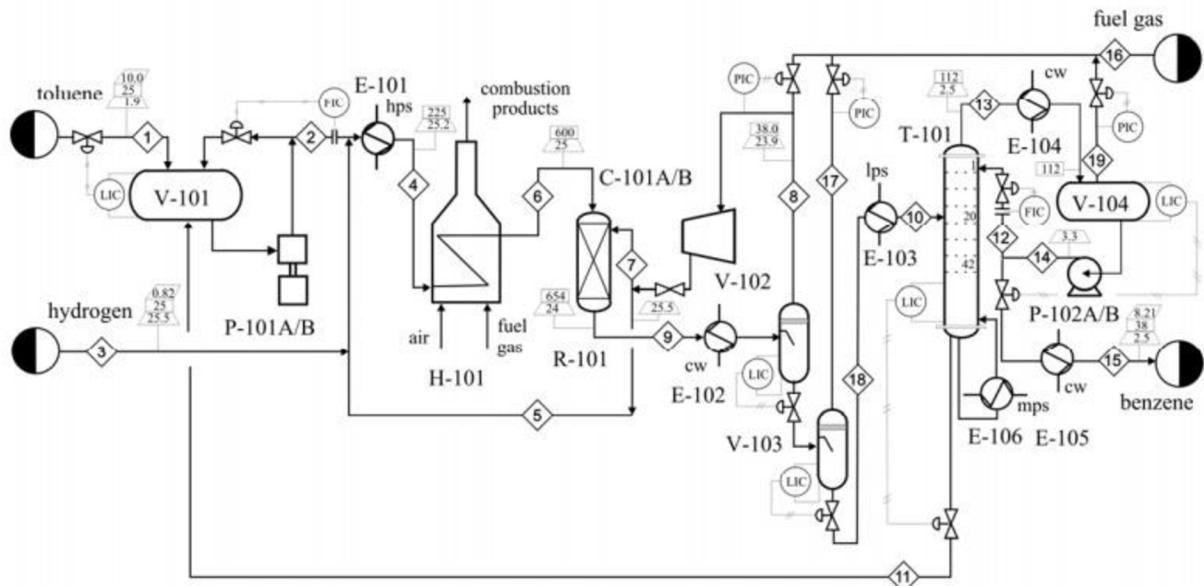 fuel gas
16
toluene
10.0
25
1.9
1
LIC
V-101
FIC
2
E-101
hps
225
25.2
4
P-101A/B
hydrogen
0.82
25
25.5
3
combustion
products
600
25
6
air
fuel
gas
H-101
5
C-101A/B
7
654
24
R-101
25.5
9
V-102
cw
E-102
PIC
38.0
23.9
8
LIC
17
PIC
V-103
LIC
18
lps
E-103
10
112
2.5
13
T-101
1
20
42
LIC
cw
E-104
112
19
PIC
V-104
LIC
FIC
12
14
3.3
P-102A/B
8.21
38
2.5
15
benzene
cw
mps
E-106
E-105
11